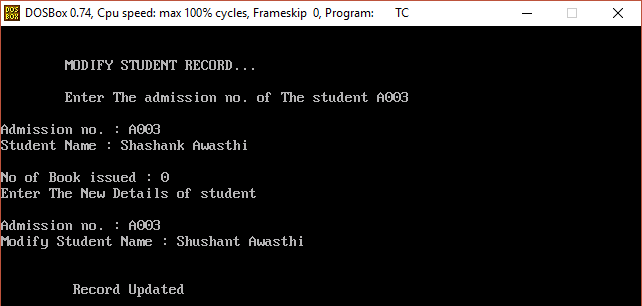 DOS BOX DOSBox 0.74, Cpu speed: max 100% cycles, Frameskip 0, Program: TC
MODIFY STUDENT RECORD...
Enter The admission no. of The student A003
Admission no. : A003
Student Name : Shashank Awasthi
No of Book issued : 0
Enter The New Details of student
Admission no. : A003
Modify Student Name : Shushant Awasthi
Record Updated